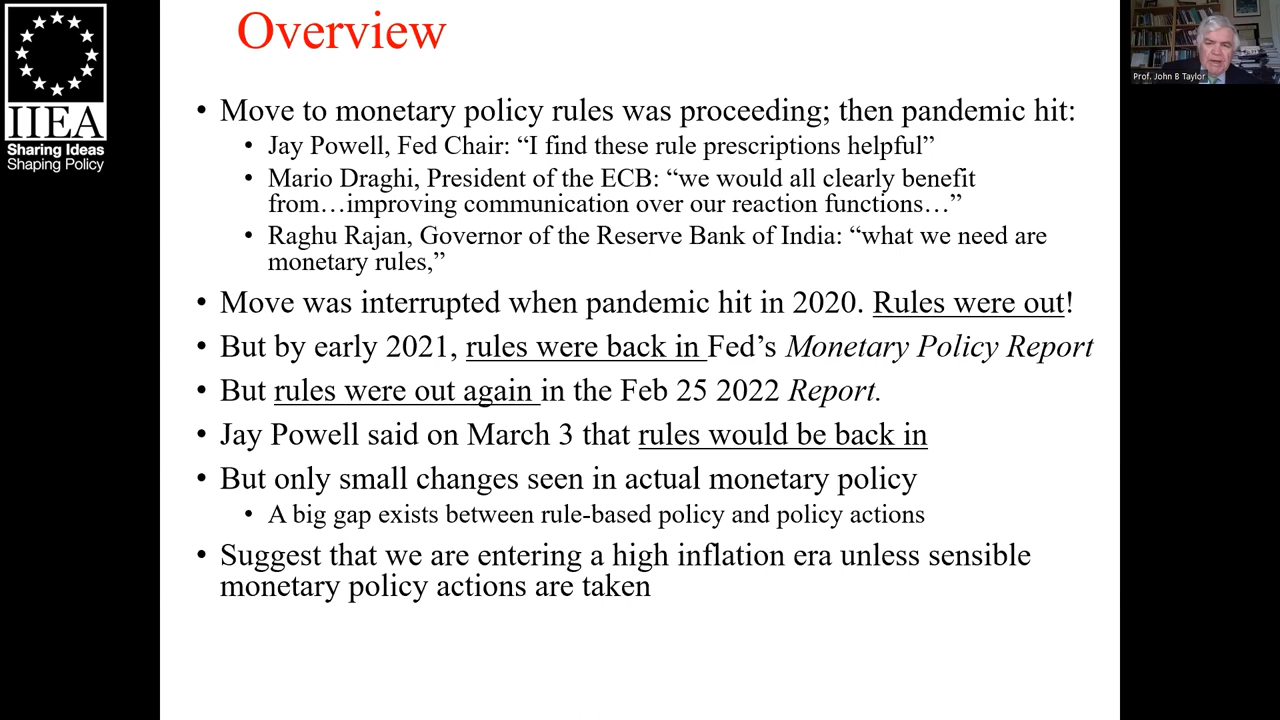 Overview
IIEA
Sharing Ideas
Shaping Policy
Prof. John B Taylor
• Move to monetary policy rules was proceeding; then pandemic hit:
• Jay Powell, Fed Chair: “I find these rule prescriptions helpful”
• Mario Draghi, President of the ECB: “we would all clearly benefit
from…improving communication over our reaction functions…”
• Raghu Rajan, Governor of the Reserve Bank of India: “what we need are
monetary rules,”
• Move was interrupted when pandemic hit in 2020. Rules were out!
• But by early 2021, rules were back in Fed’s Monetary Policy Report
• But rules were out again in the Feb 25 2022 Report.
• Jay Powell said on March 3 that rules would be back in
• But only small changes seen in actual monetary policy
• A big gap exists between rule-based policy and policy actions
• Suggest that we are entering a high inflation era unless sensible
monetary policy actions are taken